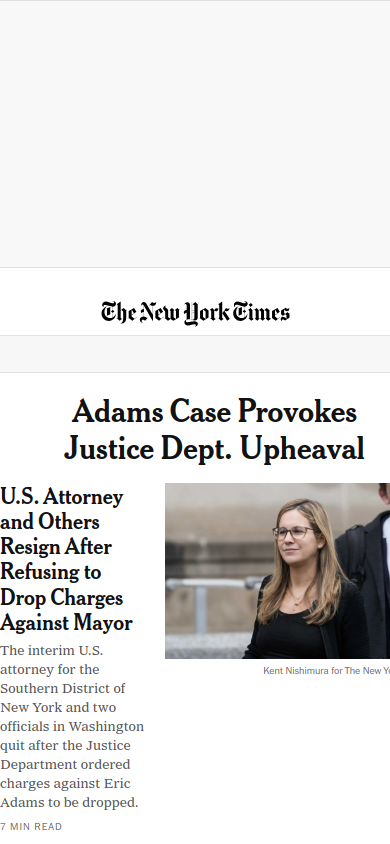 The New York Times
Adams Case Provokes
Justice Dept. Upheaval
U.S. Attorney
and Others
Resign After
Refusing to
Drop Charges
Against Mayor
The interim U.S.
attorney for the
Southern District of
New York and two
officials in Washington
quit after the Justice
Department ordered
charges against Eric
Adams to be dropped.
7 MIN READ
Kent Nishimura for The New